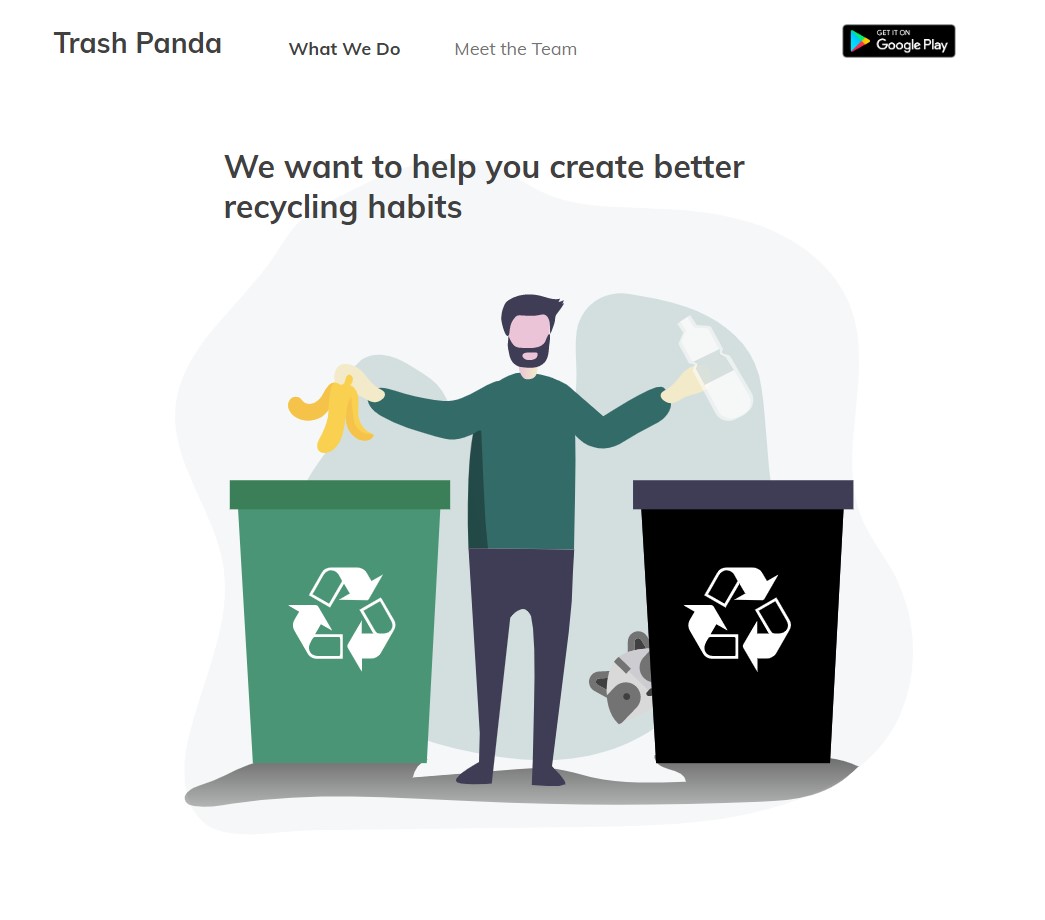 Trash Panda
What We Do
Meet the Team
GET IT ON
Google Play
We want to help you create better
recycling habits